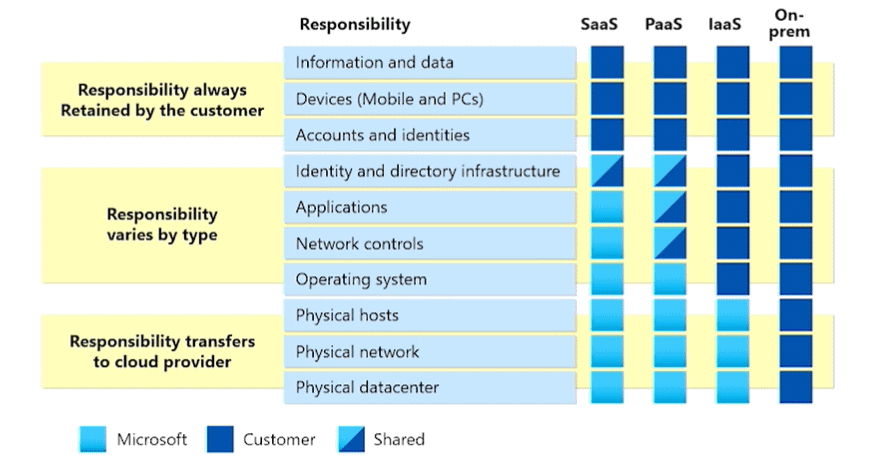 Responsibility SaaS PaaS IaaS On-
prem
Information and data
Responsibility always
Retained by the customer
Devices (Mobile and PCs)
Accounts and identities
Identity and directory infrastructure
Responsibility
varies by type
Applications
Network controls
Operating system
Physical hosts
Responsibility transfers
to cloud provider
Physical network
Physical datacenter
Microsoft Customer Shared